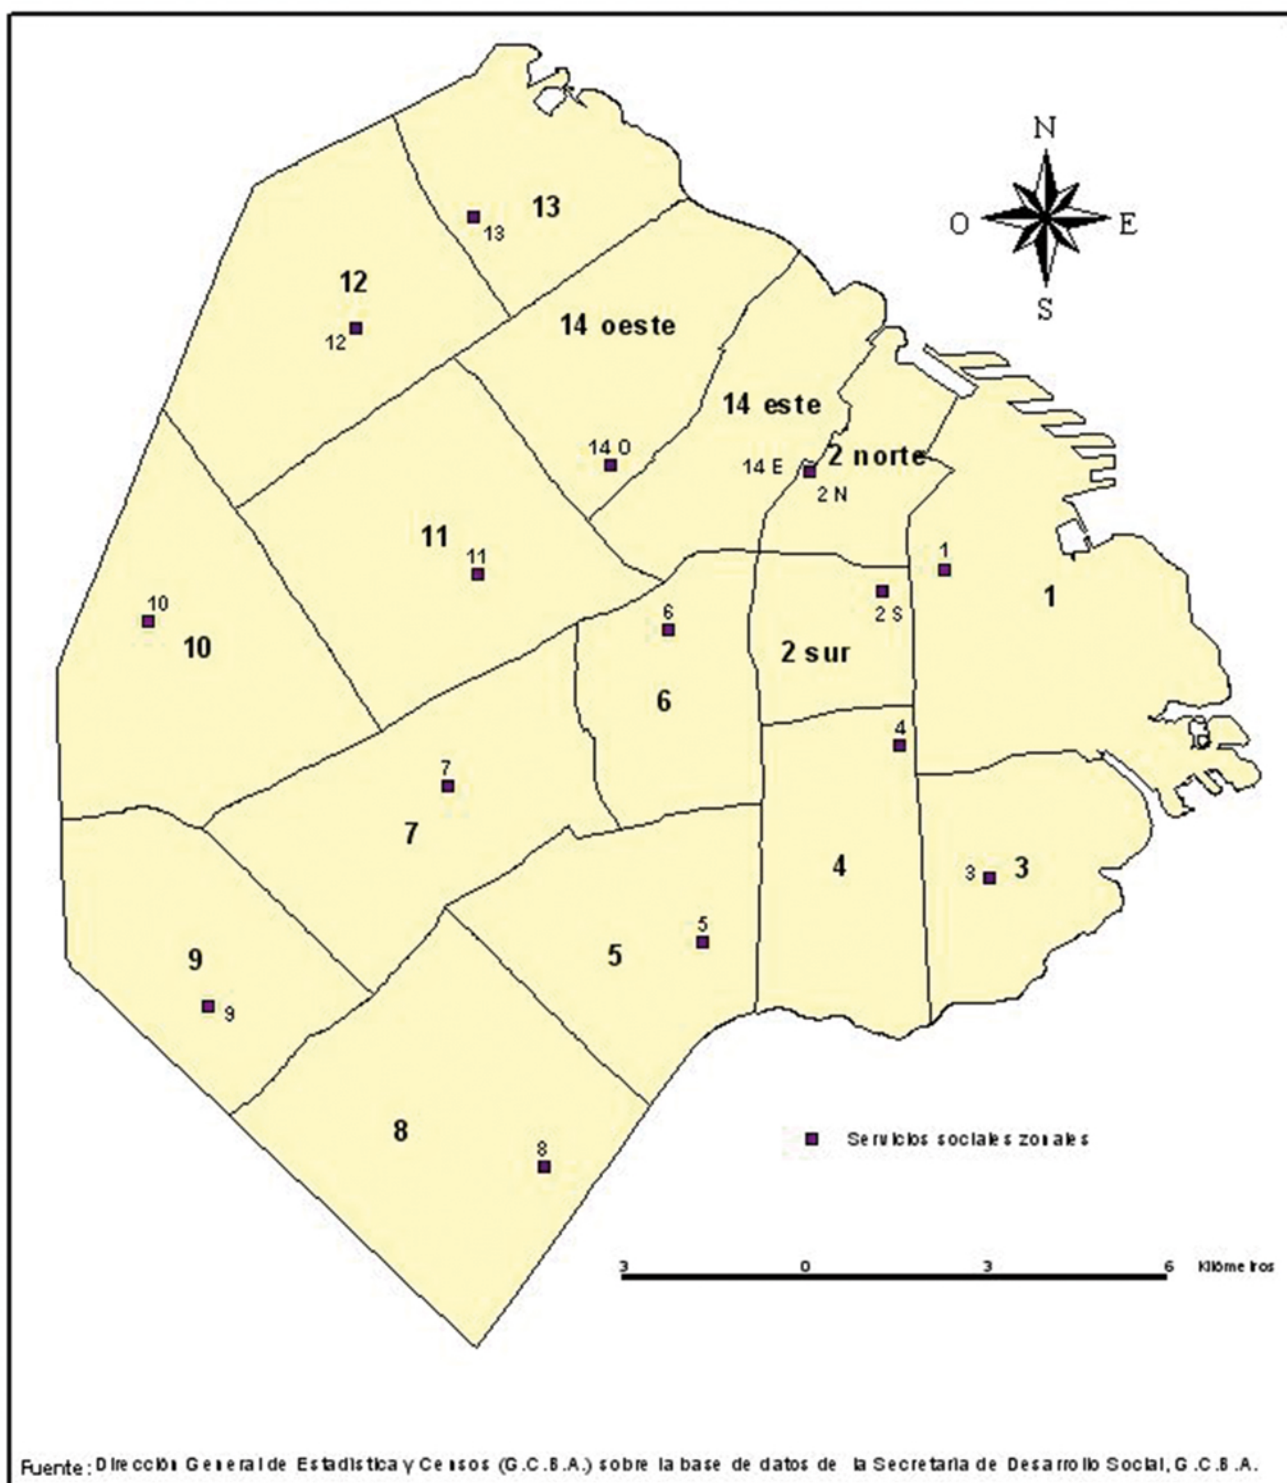 N
13
O
E
13
12
S
14 oeste
12
14 este
14 O
2 norte
14 E
2 N
11
1
11
1
10
2 S
6
10
2 sur
6
4
7
7
4
3
3
5
5
9
9
8
8
Servicios sociales zonales
3 0 3 6 Kilómetros
Fuente: Dirección General de Estadística y Censos (G.C.B.A.) sobre la base de datos de la Secretaría de Desarrollo Social, G.C.B.A.